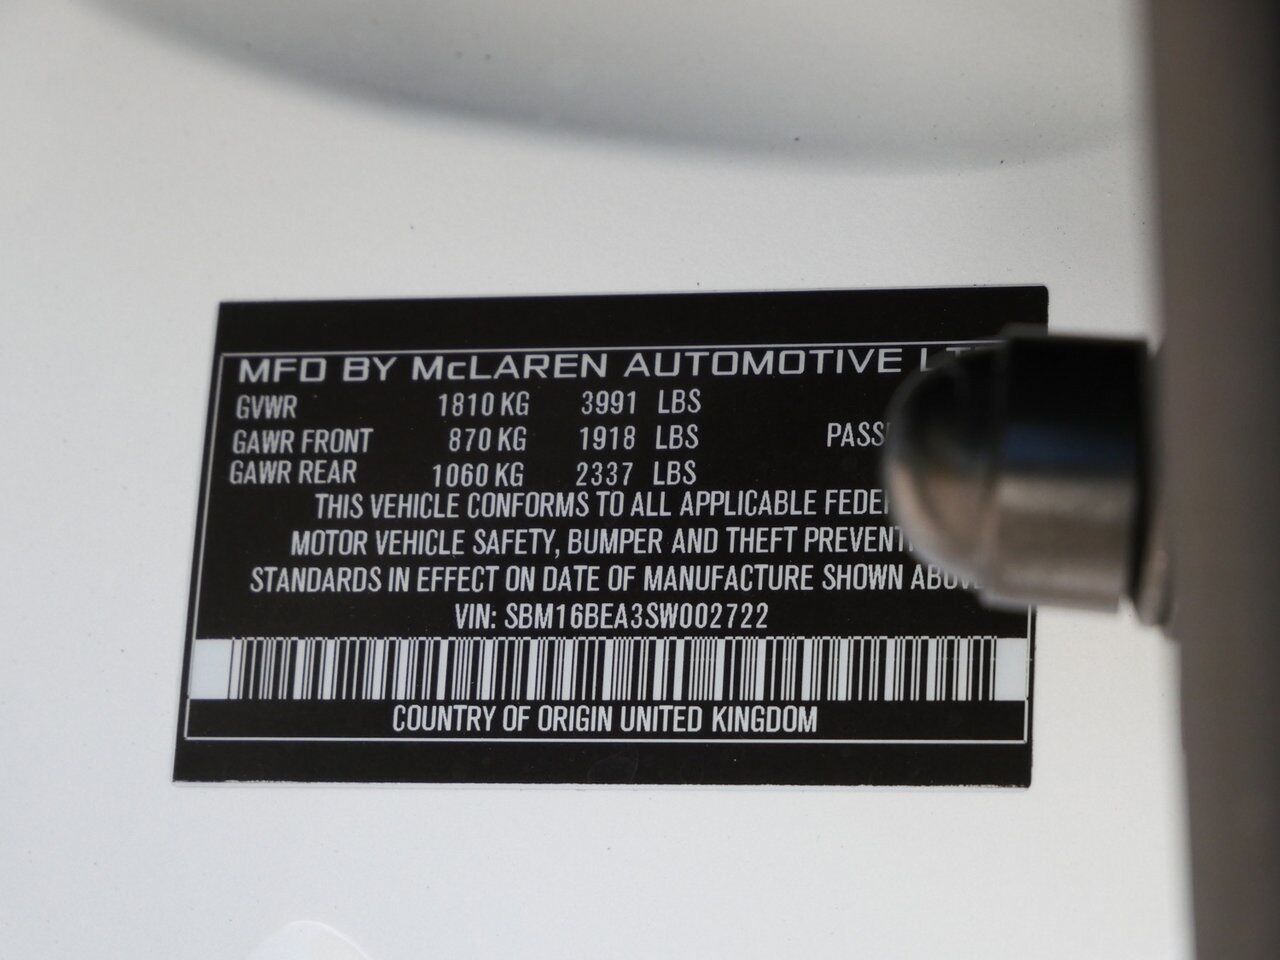 MFD BY McLAREN AUTOMOTIVE
GVWR 1810 KG 3991 LBS
GAWR FRONT 870 KG 1918 LBS
GAWR REAR 1060 KG 2337 LBS
THIS VEHICLE CONFORMS TO ALL APPLICABLE
MOTOR VEHICLE SAFETY, BUMPER AND THEFT
STANDARDS IN EFFECT ON DATE OF MANUFACTURE SHOWN ABOVE
VIN: SBM16BEA3SW002722
COUNTRY OF ORIGIN UNITED KINGDOM